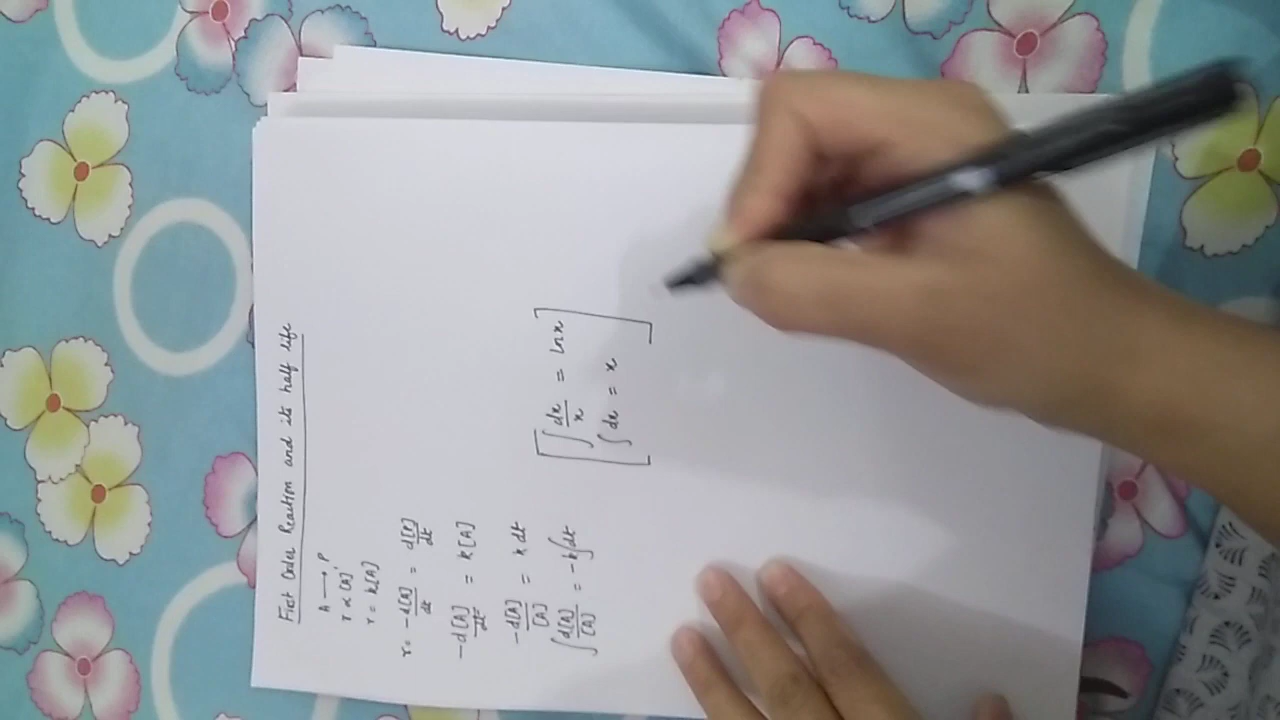 First Order Reaction and its half life
A ⟶ P
r ∝ [A]¹
r = k[A]
r = -d[A]/dt = d[P]/dt
-d[A]/dt = k[A]
-d[A]/[A] = k dt
∫ d[A]/[A] = -k∫dt
[∫ dx/x = ln x
∫ dx = x]